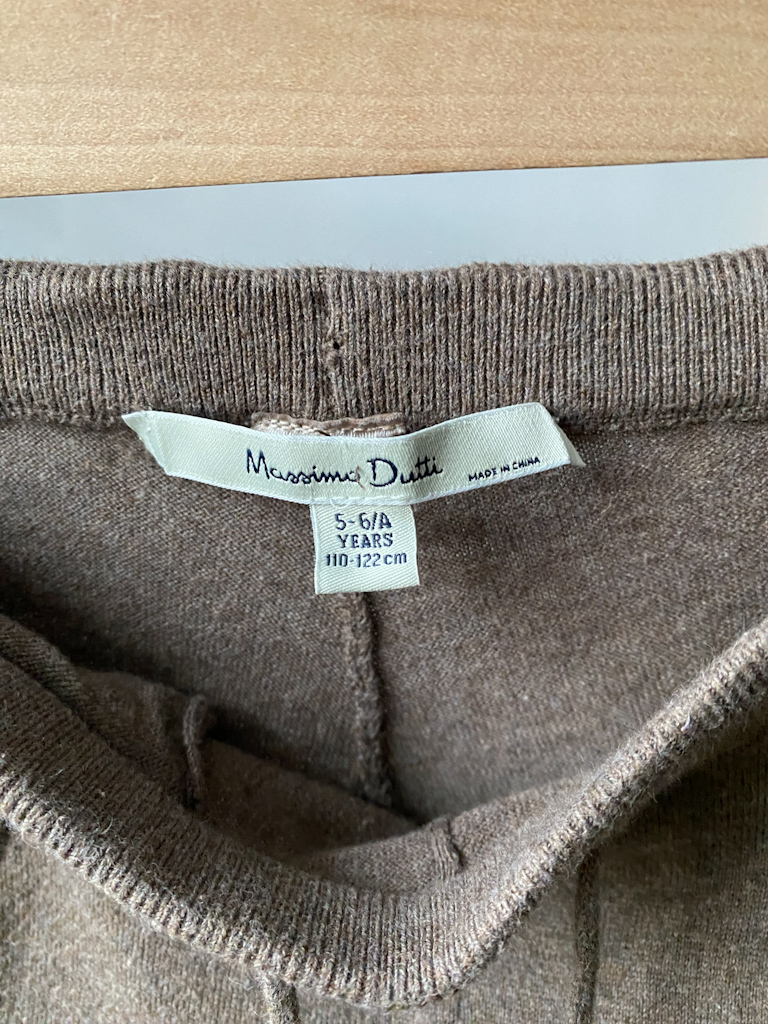 Massimo Dutti MADE IN CHINA
5-6/A
YEARS
110-122cm